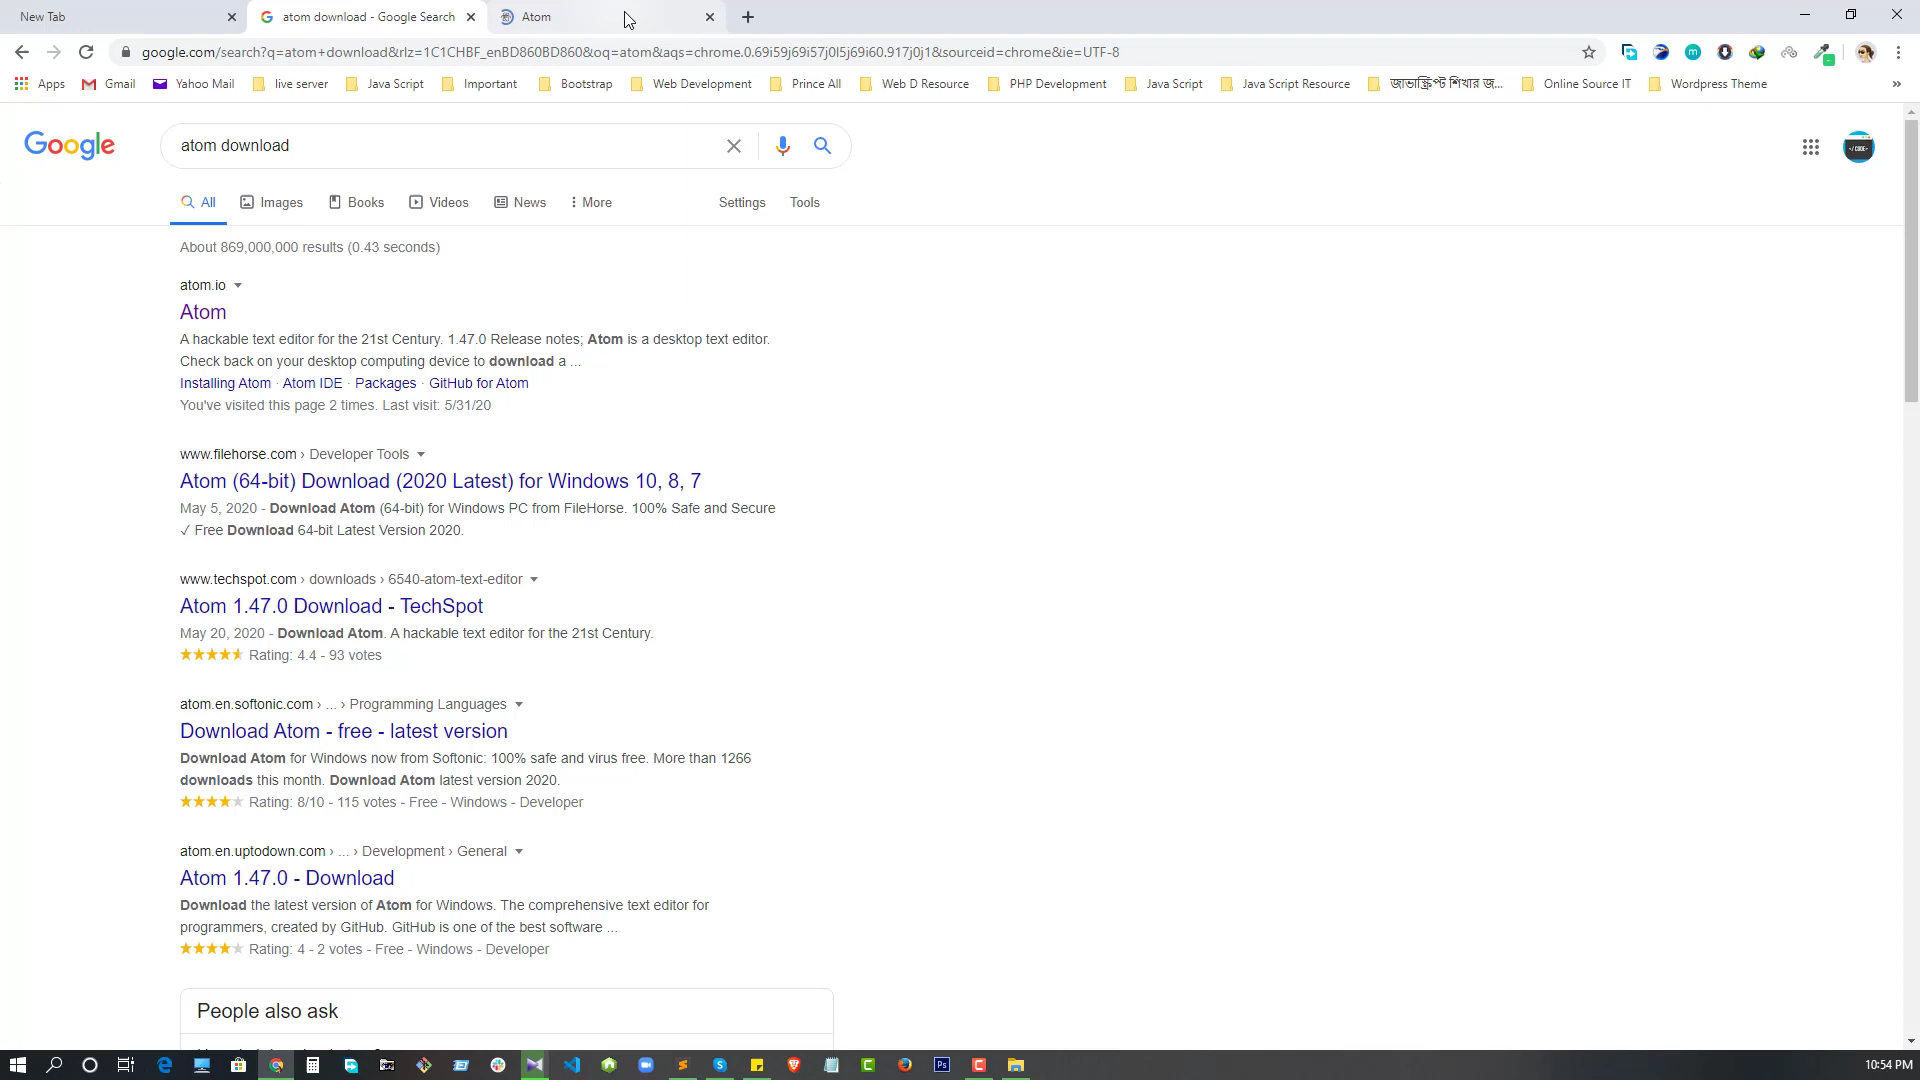 New Tab
atom download - Google Search
Atom
google.com/search?q=atom+download&rlz=1C1CHBF_enBD860BD860&oq=atom&aqs=chrome.0.69i59j69i57j0l5j69i60.917j0j1&sourceid=chrome&ie=UTF-8
Apps Gmail Yahoo Mail live server Java Script Important Bootstrap Web Development Prince All Web D Resource PHP Development Java Script Java Script Resource জাভাস্ক্রিপ্ট শিখার জ... Online Source IT Wordpress Theme »
Google
atom download
</ CODE>
All Images Books Videos News More Settings Tools
About 869,000,000 results (0.43 seconds)
atom.io
Atom
A hackable text editor for the 21st Century. 1.47.0 Release notes; Atom is a desktop text editor.
Check back on your desktop computing device to download a ...
Installing Atom · Atom IDE · Packages · GitHub for Atom
You've visited this page 2 times. Last visit: 5/31/20
www.filehorse.com › Developer Tools
Atom (64-bit) Download (2020 Latest) for Windows 10, 8, 7
May 5, 2020 - Download Atom (64-bit) for Windows PC from FileHorse. 100% Safe and Secure
✓ Free Download 64-bit Latest Version 2020.
www.techspot.com › downloads › 6540-atom-text-editor
Atom 1.47.0 Download - TechSpot
May 20, 2020 - Download Atom. A hackable text editor for the 21st Century.
Rating: 4.4 - 93 votes
atom.en.softonic.com › ... › Programming Languages
Download Atom - free - latest version
Download Atom for Windows now from Softonic: 100% safe and virus free. More than 1266
downloads this month. Download Atom latest version 2020.
Rating: 8/10 - 115 votes - Free - Windows - Developer
atom.en.uptodown.com › ... › Development › General
Atom 1.47.0 - Download
Download the latest version of Atom for Windows. The comprehensive text editor for
programmers, created by GitHub. GitHub is one of the best software ...
Rating: 4 - 2 votes - Free - Windows - Developer
People also ask
10:54 PM